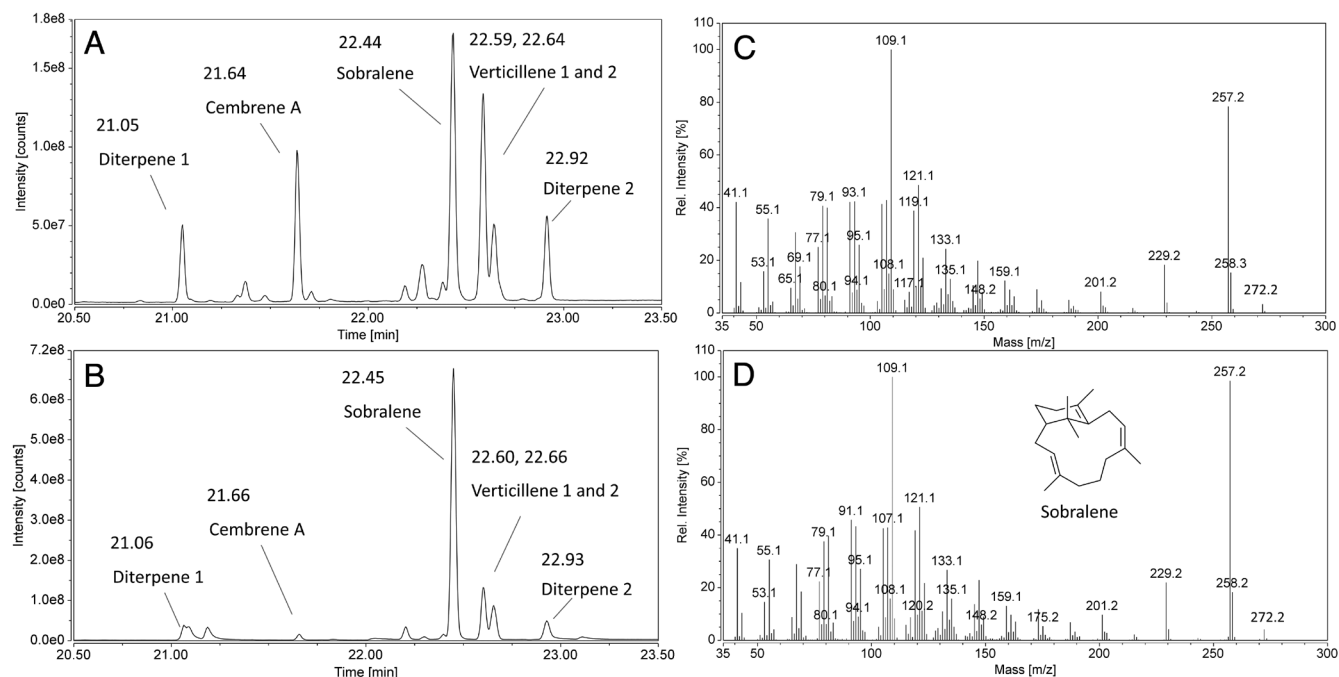 A
1.8e8
1.5e8
1.0e8
5.0e7
0.0e0
Intensity [counts]
21.05
Diterpene 1
21.64
Cembrene A
22.44
Sobralene
22.59, 22.64
Verticillene 1 and 2
22.92
Diterpene 2
20.50 21.00 22.00 23.00 23.50
Time [min]
C
110
100
80
60
40
20
0
Rel. Intensity [%]
109.1
257.2
41.1
55.1
53.1
69.1
65.1
79.1
77.1
80.1
93.1
95.1
94.1
108.1
121.1
119.1
117.1
133.1
135.1
148.2
159.1
201.2
229.2
258.3
272.2
35 50 100 150 200 250 300
Mass [m/z]
B
7.2e8
6.0e8
5.0e8
4.0e8
3.0e8
2.0e8
1.0e8
0.0e0
Intensity [counts]
21.06
Diterpene 1
21.66
Cembrene A
22.45
Sobralene
22.60, 22.66
Verticillene 1 and 2
22.93
Diterpene 2
20.50 21.00 22.00 23.00 23.50
Time [min]
D
110
100
80
60
40
20
0
Rel. Intensity [%]
109.1
257.2
41.1
55.1
53.1
79.1
77.1
80.1
91.1
95.1
94.1
107.1
108.1
121.1
120.2
133.1
135.1
148.2
159.1
175.2
201.2
229.2
258.2
272.2
Sobralene
35 50 100 150 200 250 300
Mass [m/z]